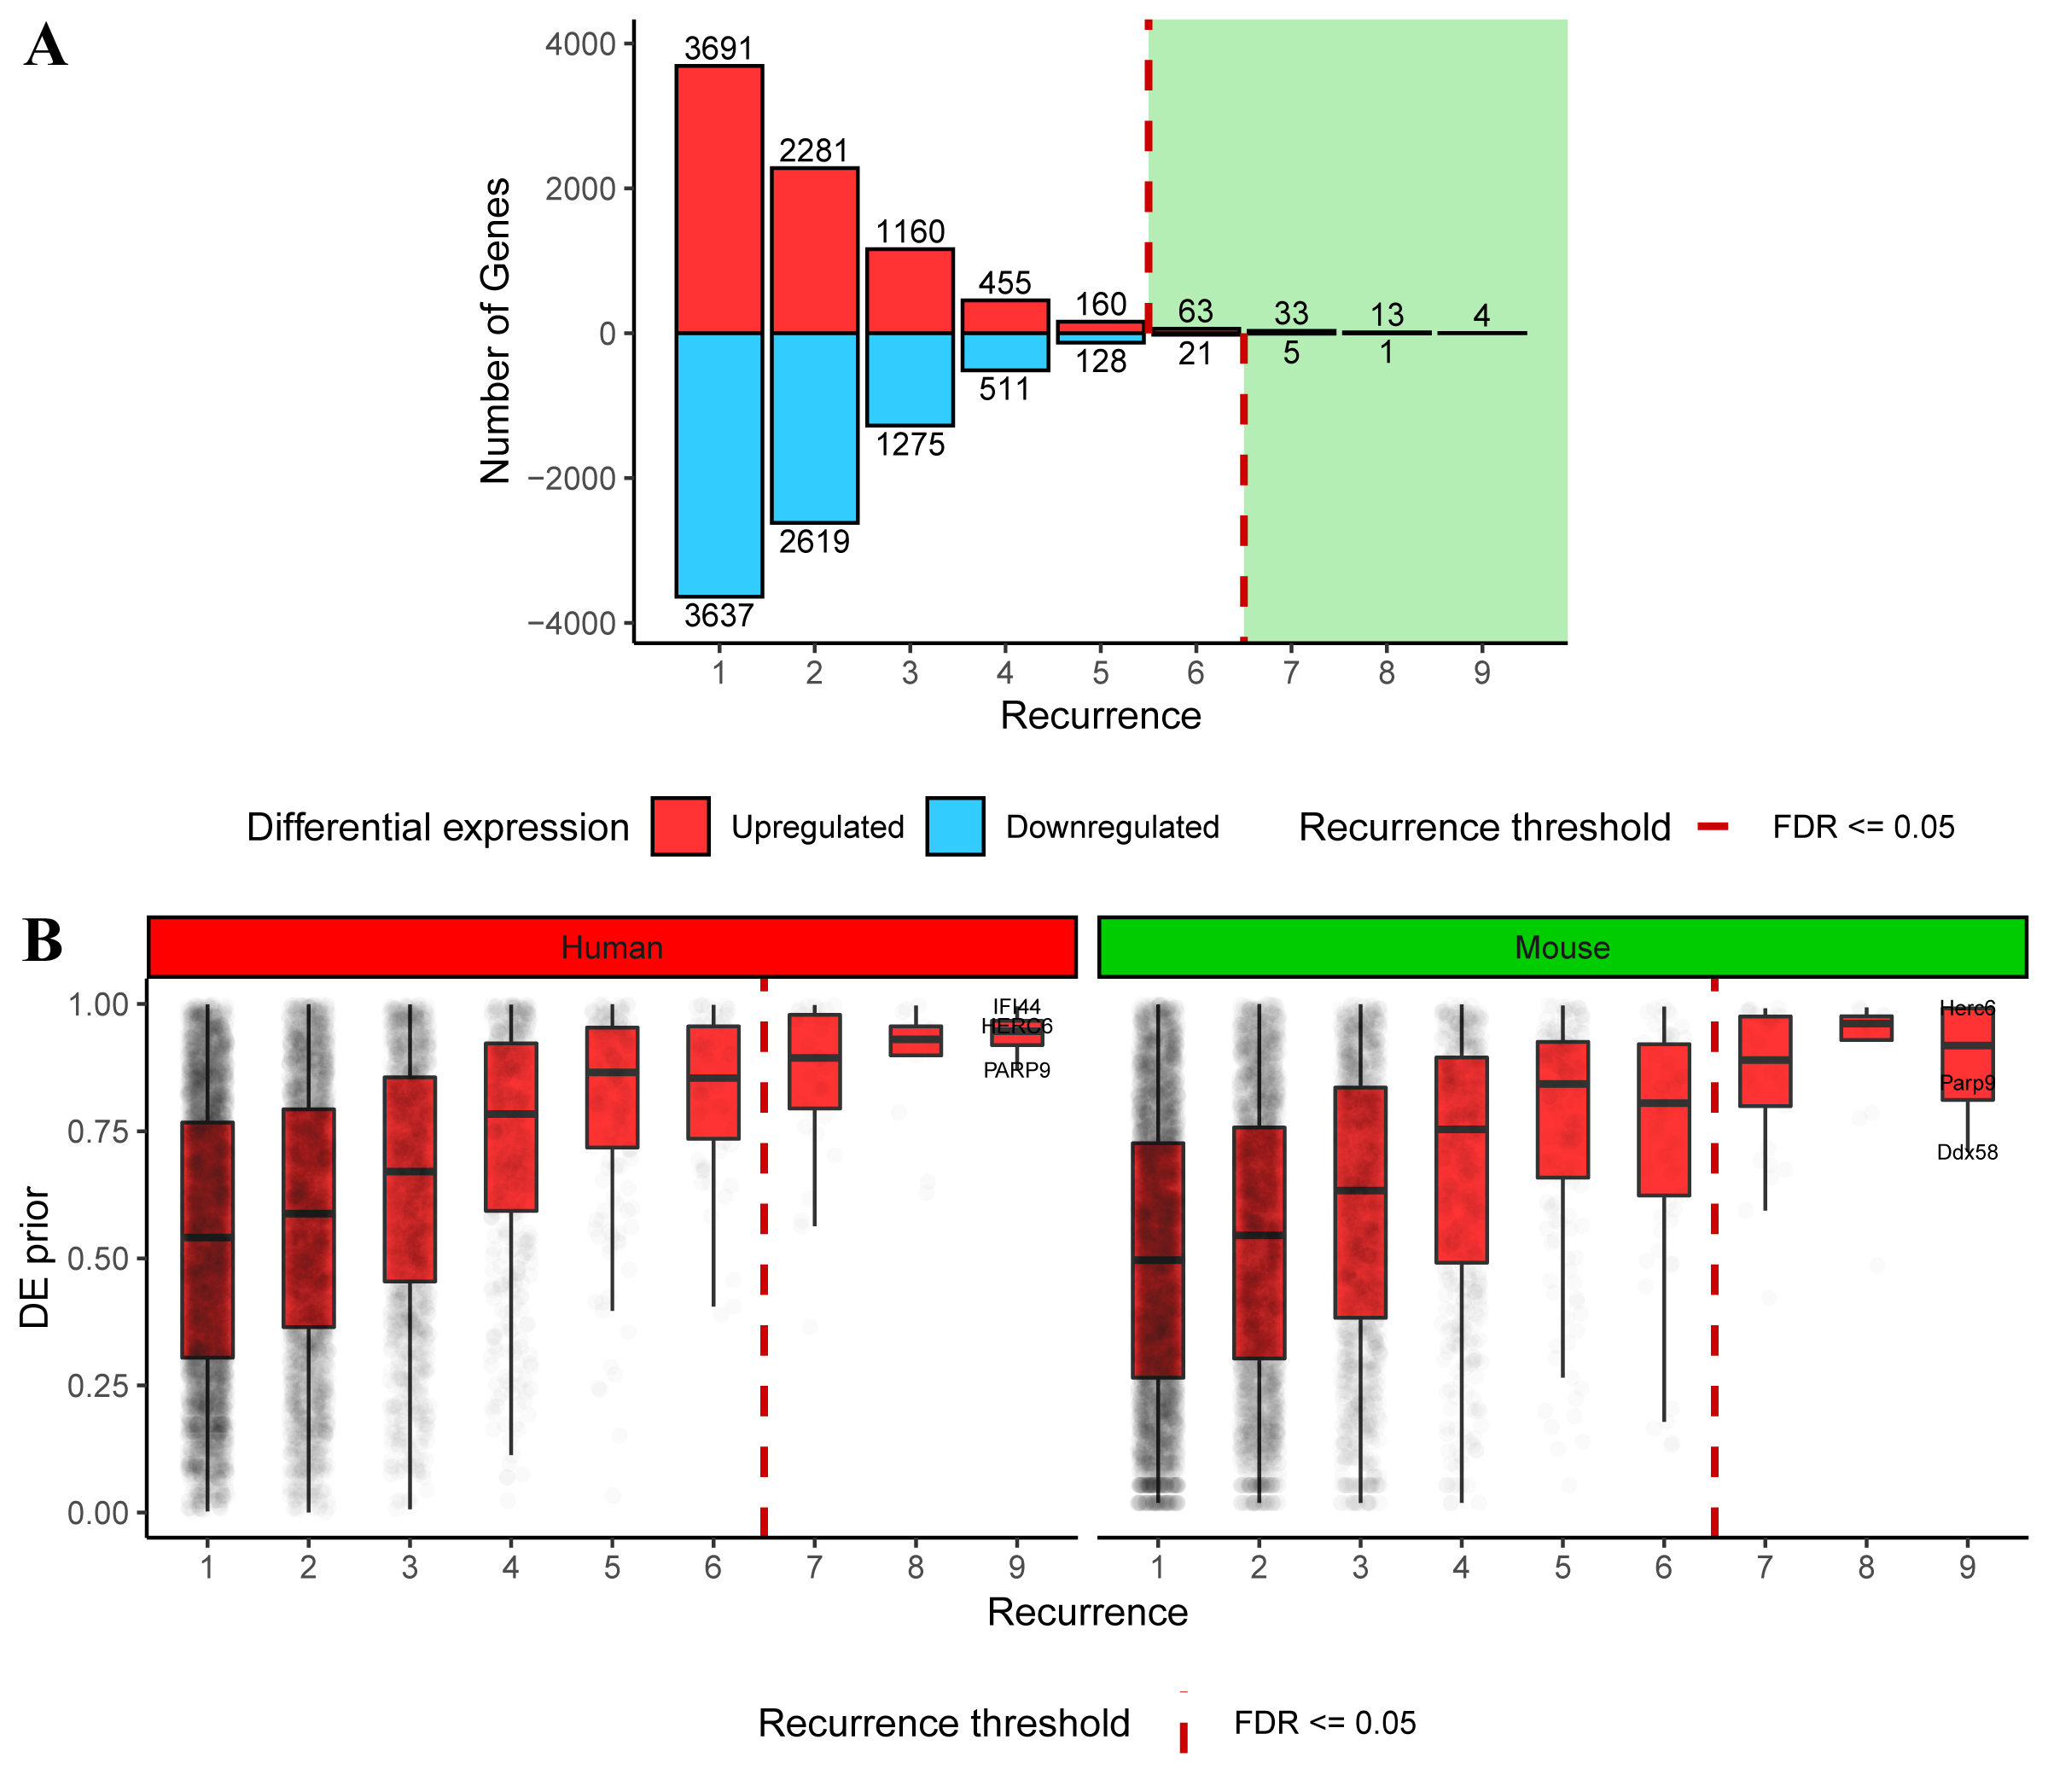 A
Number of Genes
4000
2000
0
−2000
−4000
3691
2281
1160
455
160
63
33
13
4
3637
2619
1275
511
128
21
5
1
1 2 3 4 5 6 7 8 9
Recurrence
Differential expression Upregulated Downregulated Recurrence threshold FDR <= 0.05
B
Human Mouse
DE prior
1.00
0.75
0.50
0.25
0.00
IFI44
HERC6
PARP9
Herc6
Parp9
Ddx58
1 2 3 4 5 6 7 8 9 1 2 3 4 5 6 7 8 9
Recurrence
Recurrence threshold FDR <= 0.05